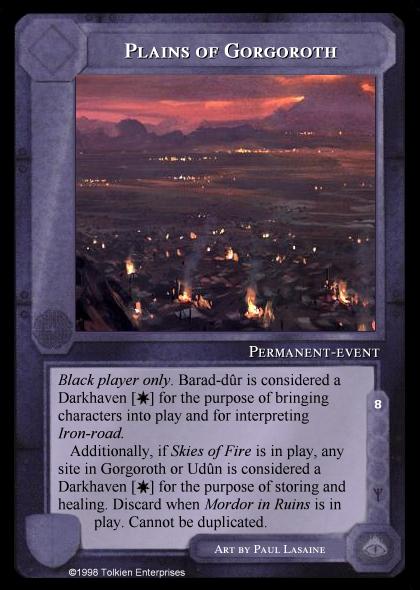 Plains of Gorgoroth
Permanent-event
Black player only. Barad-dûr is considered a
Darkhaven [✷] for the purpose of bringing
characters into play and for interpreting
Iron-road.
Additionally, if Skies of Fire is in play, any
site in Gorgoroth or Udûn is considered a
Darkhaven [✷] for the purpose of storing and
healing. Discard when Mordor in Ruins is in
play. Cannot be duplicated.
8
Art by Paul Lasaine
©1998 Tolkien Enterprises